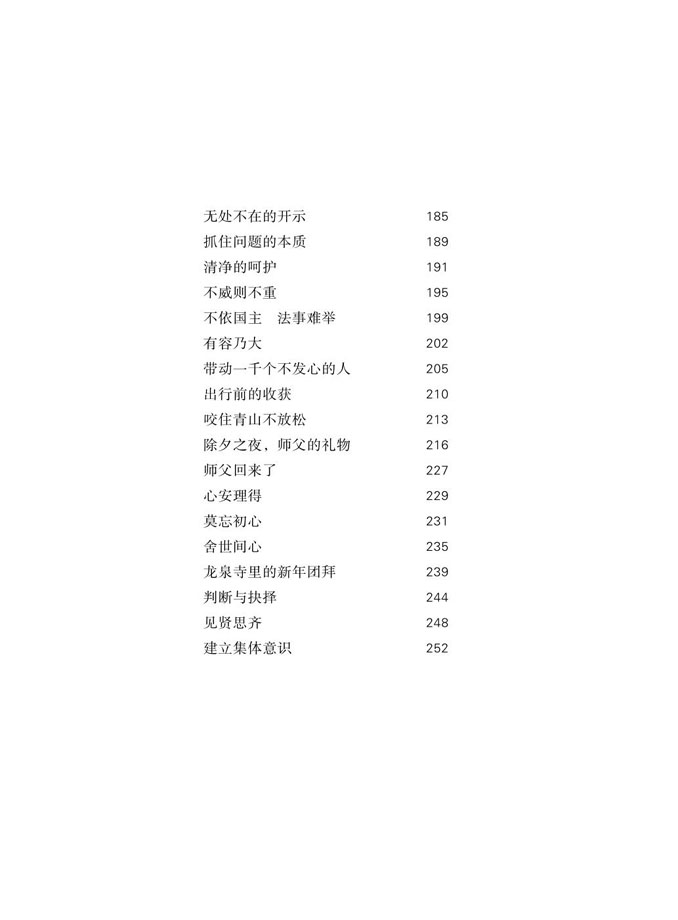 无处不在的开示 185
抓住问题的本质 189
清净的呵护 191
不威则不重 195
不依国主　法事难举 199
有容乃大 202
带动一千个不发心的人 205
出行前的收获 210
咬住青山不放松 213
除夕之夜，师父的礼物 216
师父回来了 227
心安理得 229
莫忘初心 231
舍世间心 235
龙泉寺里的新年团拜 239
判断与抉择 244
见贤思齐 248
建立集体意识 252